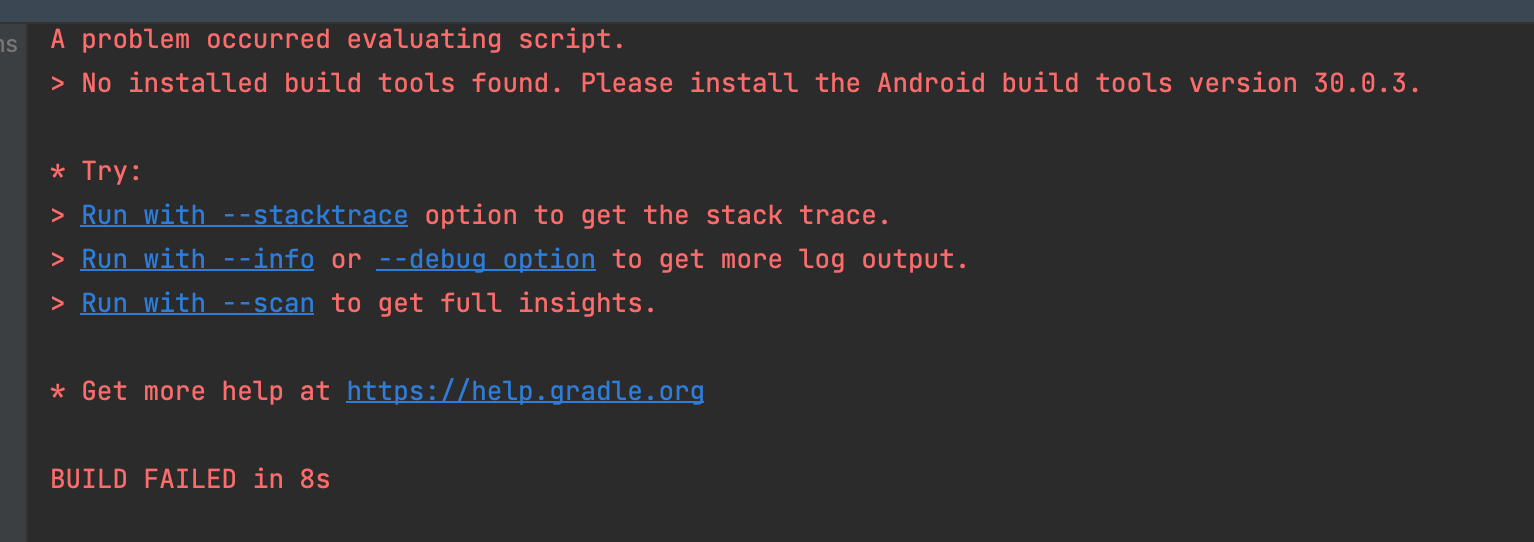 ns
A problem occurred evaluating script.
> No installed build tools found. Please install the Android build tools version 30.0.3.
* Try:
> Run with --stacktrace option to get the stack trace.
> Run with --info or --debug option to get more log output.
> Run with --scan to get full insights.
* Get more help at https://help.gradle.org
BUILD FAILED in 8s